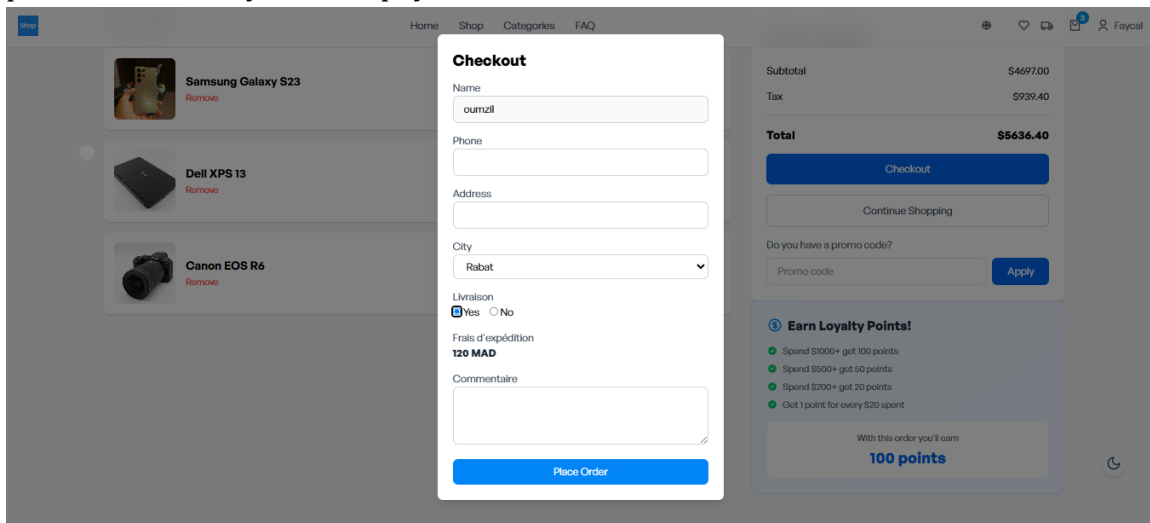 Shop
Home Shop Categories FAQ
3
Faycal
Samsung Galaxy S23
Remove
Dell XPS 13
Remove
Canon EOS R6
Remove
Checkout
Name
oumzil
Phone
Address
City
Rabat
Livraison
Yes No
Frais d'expédition
120 MAD
Commentaire
Place Order
Subtotal $4697.00
Tax $939.40
Total $5636.40
Checkout
Continue Shopping
Do you have a promo code?
Promo code Apply
Earn Loyalty Points!
Spend $1000+ get 100 points
Spend $500+ get 50 points
Spend $200+ get 20 points
Get 1 point for every $20 spent
With this order you'll earn
100 points